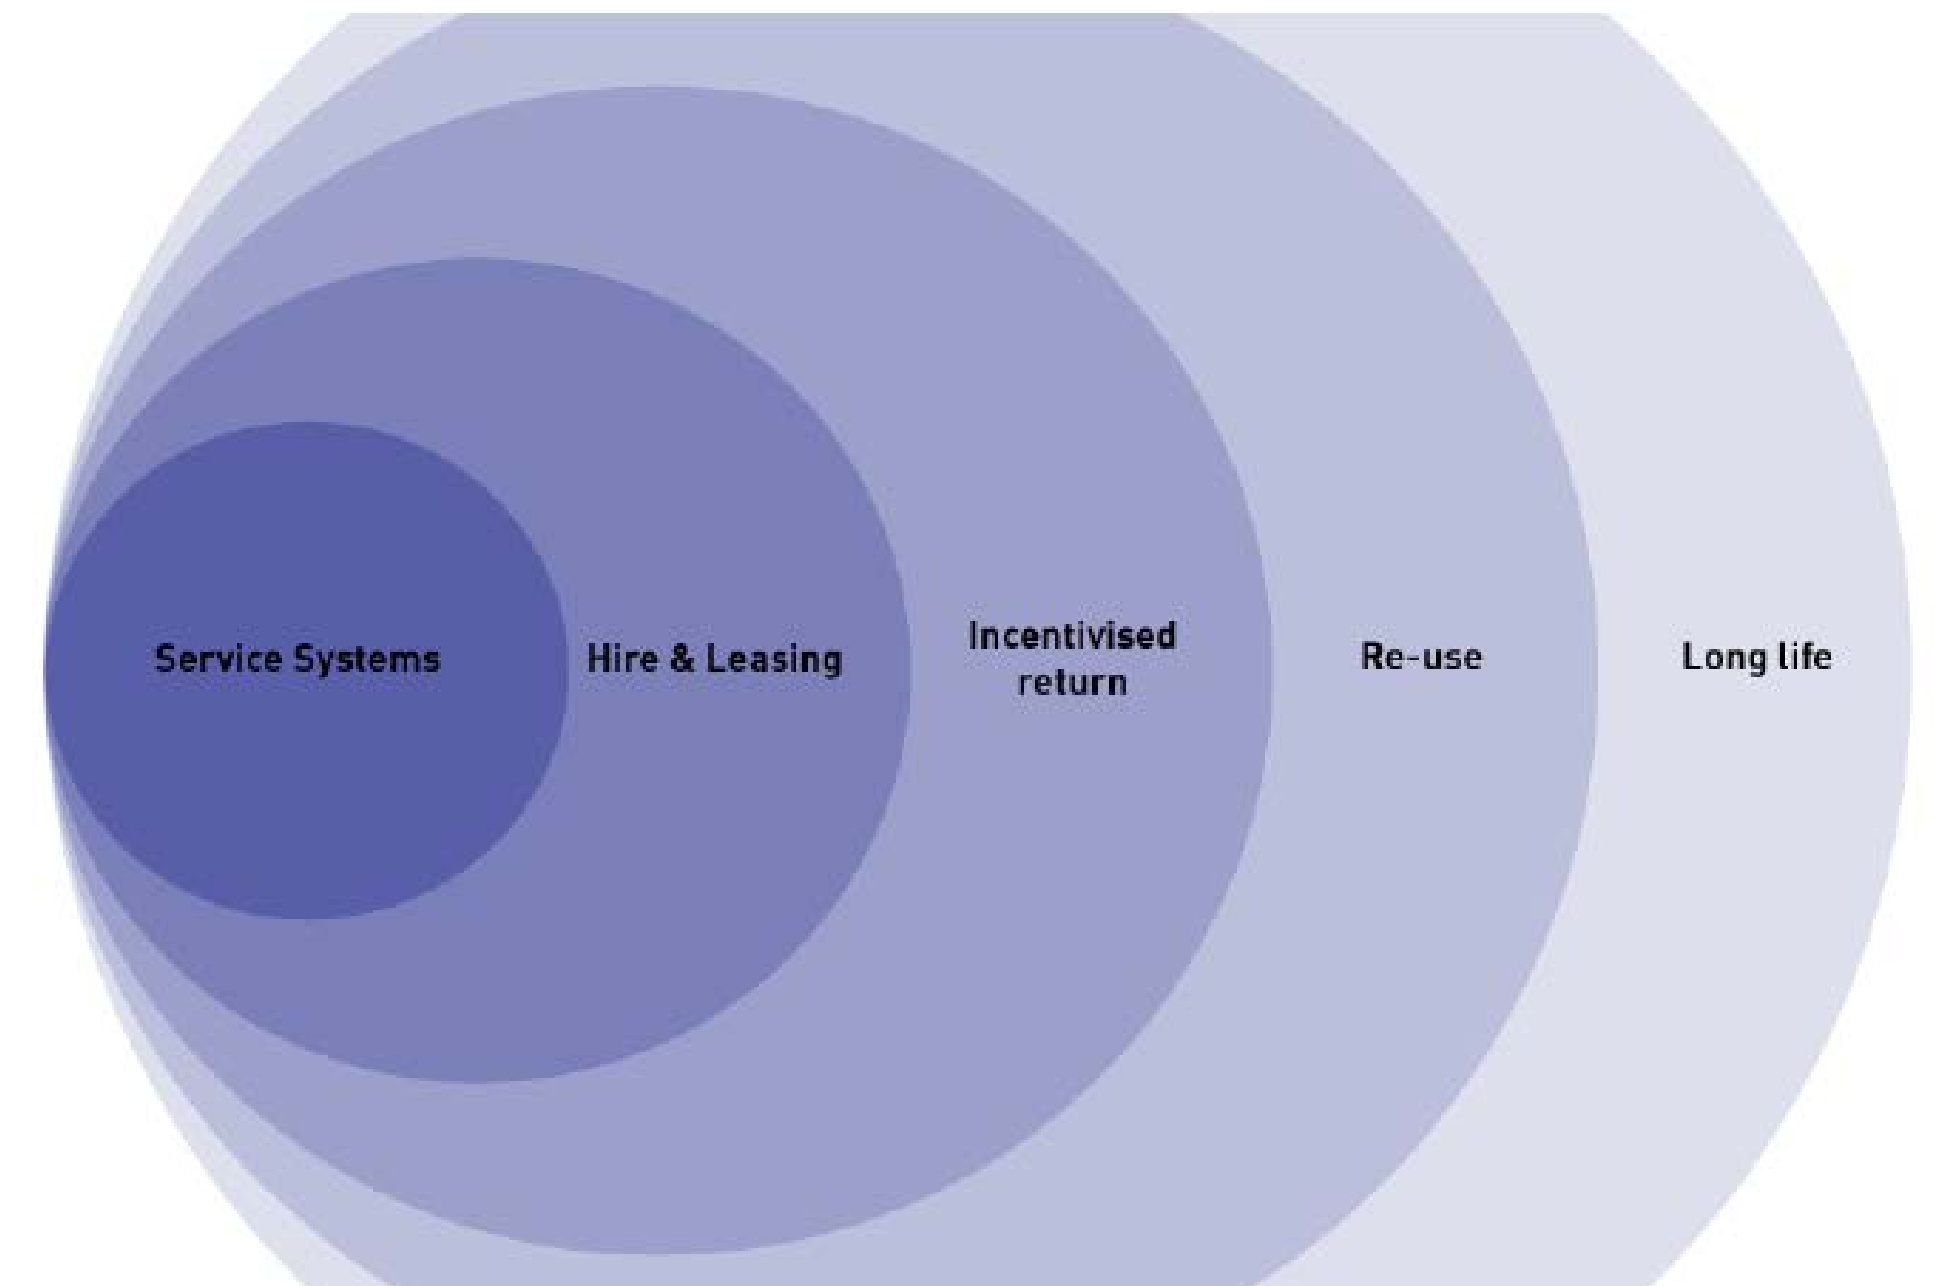 Service Systems
Hire & Leasing
Incentivised
return
Re-use
Long life